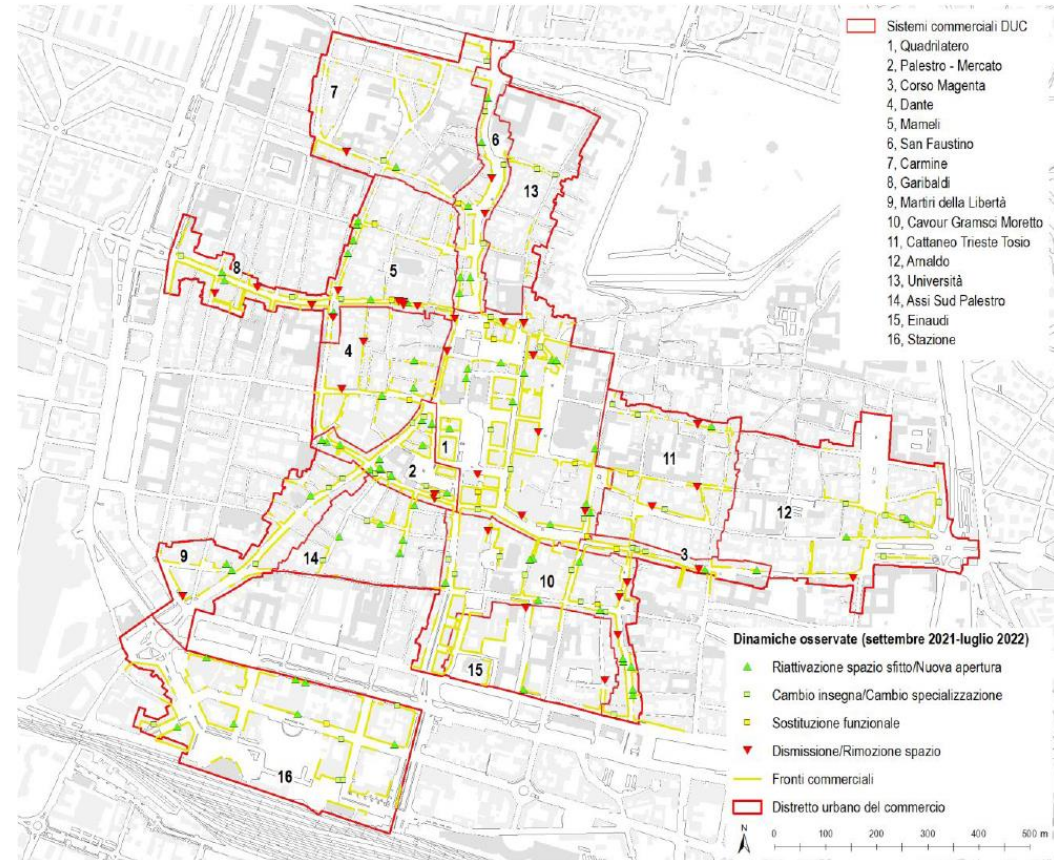 Sistemi commerciali DUC
1, Quadrilatero
2, Palestro - Mercato
3, Corso Magenta
4, Dante
5, Mameli
6, San Faustino
7, Carmine
8, Garibaldi
9, Martiri della Libertà
10, Cavour Gramsci Moretto
11, Cattaneo Trieste Tosio
12, Arnaldo
13, Università
14, Assi Sud Palestro
15, Einaudi
16, Stazione
7
6
13
8
5
4
1
2
11
12
3
14
9
10
15
16
Dinamiche osservate (settembre 2021-luglio 2022)
Riattivazione spazio sfitto/Nuova apertura
Cambio insegna/Cambio specializzazione
Sostituzione funzionale
Dismissione/Rimozione spazio
Fronti commerciali
Distretto urbano del commercio
N
0 100 200 300 400 500 m